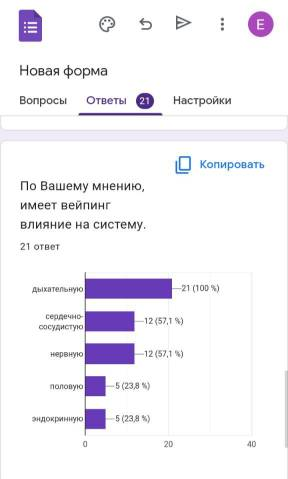 E
Новая форма
Вопросы Ответы 21 Настройки
Копировать
По Вашему мнению,
имеет вейпинг
влияние на систему.
21 ответ
дыхательную 21 (100 %)
сердечно-
сосудистую 12 (57,1 %)
нервную 12 (57,1 %)
половую 5 (23,8 %)
эндокринную 5 (23,8 %)
0 20 40